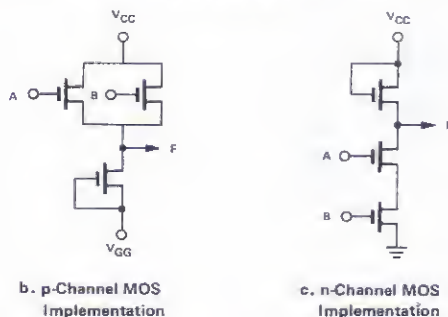 VCC
A
B
F
VGG
b. p-Channel MOS
Implementation
VCC
A
B
c. n-Channel MOS
Implementation